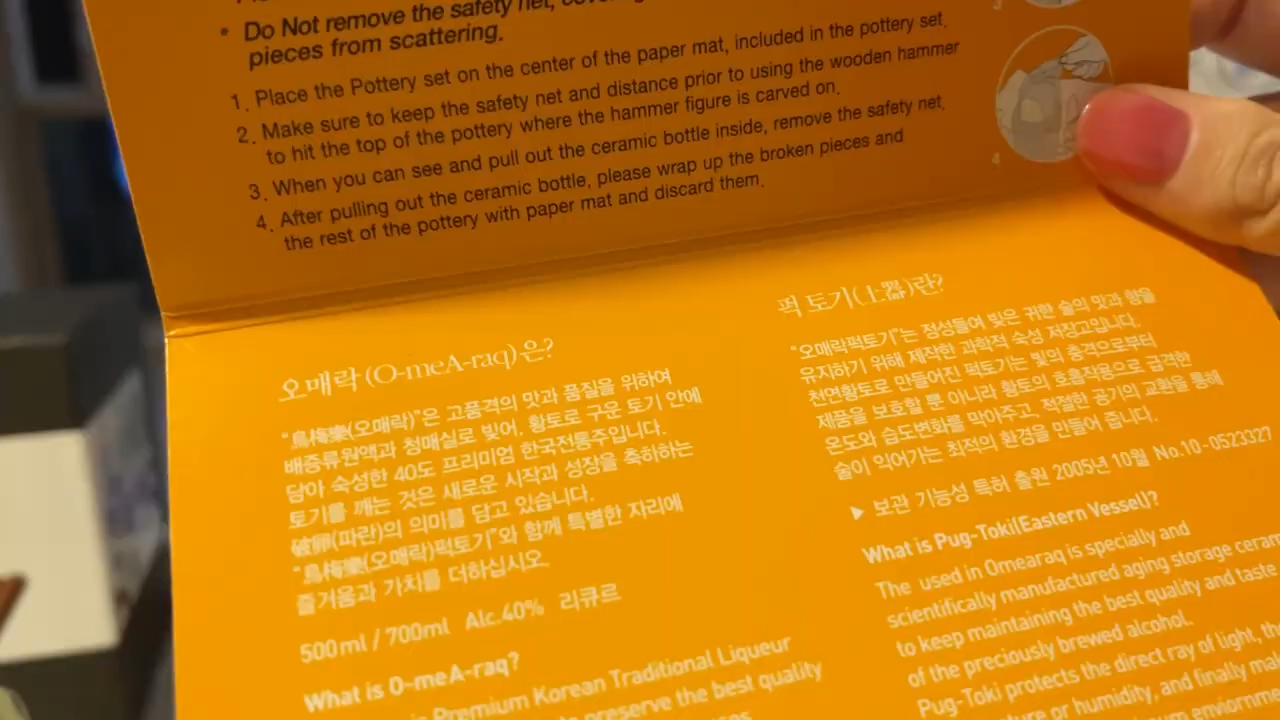 • Do Not remove the safety net,
pieces from scattering.
1. Place the Pottery set on the center of the paper mat, included in the pottery set.
2. Make sure to keep the safety net and distance prior to using the wooden hammer
to hit the top of the pottery where the hammer figure is carved on.
3. When you can see and pull out the ceramic bottle inside, remove the safety net.
4. After pulling out the ceramic bottle, please wrap up the broken pieces and
the rest of the pottery with paper mat and discard them.
4
오매락(O-meA-raq)은?
"烏梅樂(오매락)"은 고품격의 맛과 품질을 위하여
배증류원액과 청매실로 빚어, 황토로 구운 토기 안에
담아 숙성한 40도 프리미엄 한국전통주입니다.
토기를 깨는 것은 새로운 시작과 성장을 축하하는
破卵(파란)의 의미를 담고 있습니다.
"烏梅樂(오매락)퍽토기"와 함께 특별한 자리에
즐거움과 가치를 더하십시오.
500ml / 700ml Alc.40% 리큐르
What is O-meA-raq?
is Premium Korean Traditional Liqueur
preserve the best quality
퍽 토기(土器)란?
"오매락퍽토기"는 정성들여 빚은 귀한 술의 맛과 향을
유지하기 위해 제작한 과학적 숙성 저장고입니다.
천연황토로 만들어진 퍽토기는 빛의 충격으로부터
제품을 보호할 뿐 아니라 황토의 호흡작용으로 급격한
온도와 습도변화를 막아주고, 적절한 공기의 교환을 통해
술이 익어가는 최적의 환경을 만들어 줍니다.
▶ 보관 기능성 특허 출원 2005년 10월 No.10-0523327
What is Pug-Toki(Eastern Vessel)?
The used in Omearaq is specially and
scientifically manufactured aging storage ceram
to keep maintaining the best quality and taste
of the preciously brewed alcohol.
Pug-Toki protects the direct ray of light, the
or humidity, and finally mak
enviornme